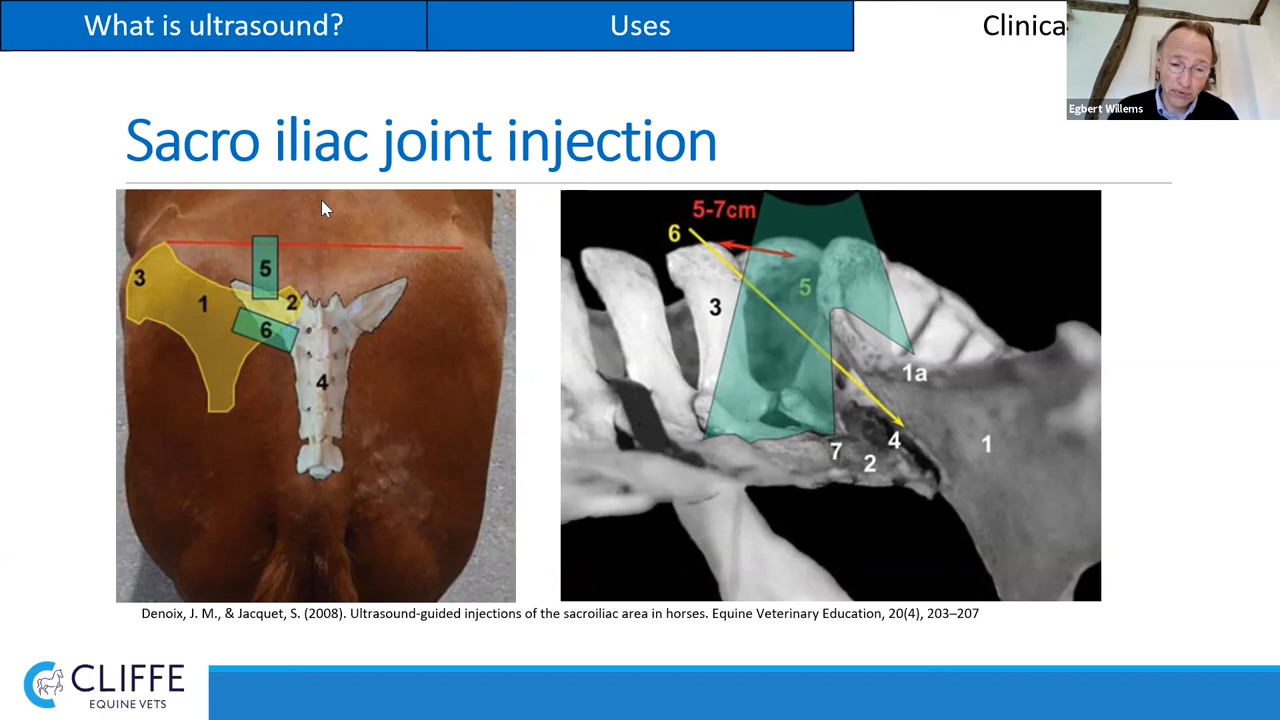 What is ultrasound?
Uses
Clinica
Egbert Willems
Sacro iliac joint injection
3
1
5
2
6
4
5-7cm
6
3
5
1a
4
7
2
1
Denoix, J. M., & Jacquet, S. (2008). Ultrasound-guided injections of the sacroiliac area in horses. Equine Veterinary Education, 20(4), 203–207
CLIFFE
EQUINE VETS